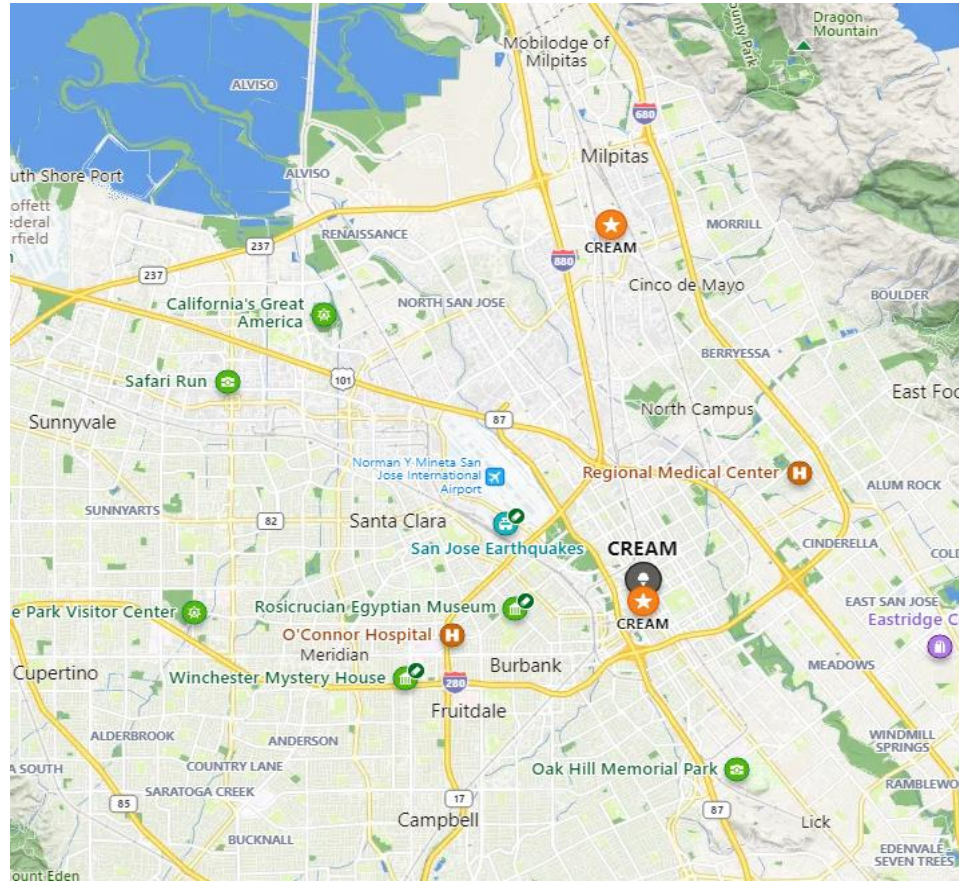 Dragon
Mountain
ounty Park
Mobilodge of
Milpitas
ALVISO
680
Milpitas
uth Shore Port
ALVISO
offett
ederal
rfield
n
MORRILL
RENAISSANCE
237
CREAM
880
237
Cinco de Mayo
BOULDER
California's Great
America
NORTH SAN JOSE
BERRYESSA
Safari Run
101
East Foo
Sunnyvale
87
North Campus
Norman Y Mineta San
Jose International
Airport
Regional Medical Center
H
ALUM ROCK
SUNNYARTS
82
Santa Clara
San Jose Earthquakes
CREAM
CINDERELLA
COLD
e Park Visitor Center
Rosicrucian Egyptian Museum
CREAM
EAST SAN JOSE
Eastridge C
O'Connor Hospital
H
Meridian
Burbank
MEADOWS
Cupertino
Winchester Mystery House
280
Fruitdale
ALDERBROOK
ANDERSON
WINDMILL
SPRINGS
COUNTRY LANE
Oak Hill Memorial Park
A SOUTH
RAMBLEWO
SARATOGA CREEK
85
17
87
Campbell
Lick
BUCKNALL
EDENVALE -
SEVEN TREES
ount Eden